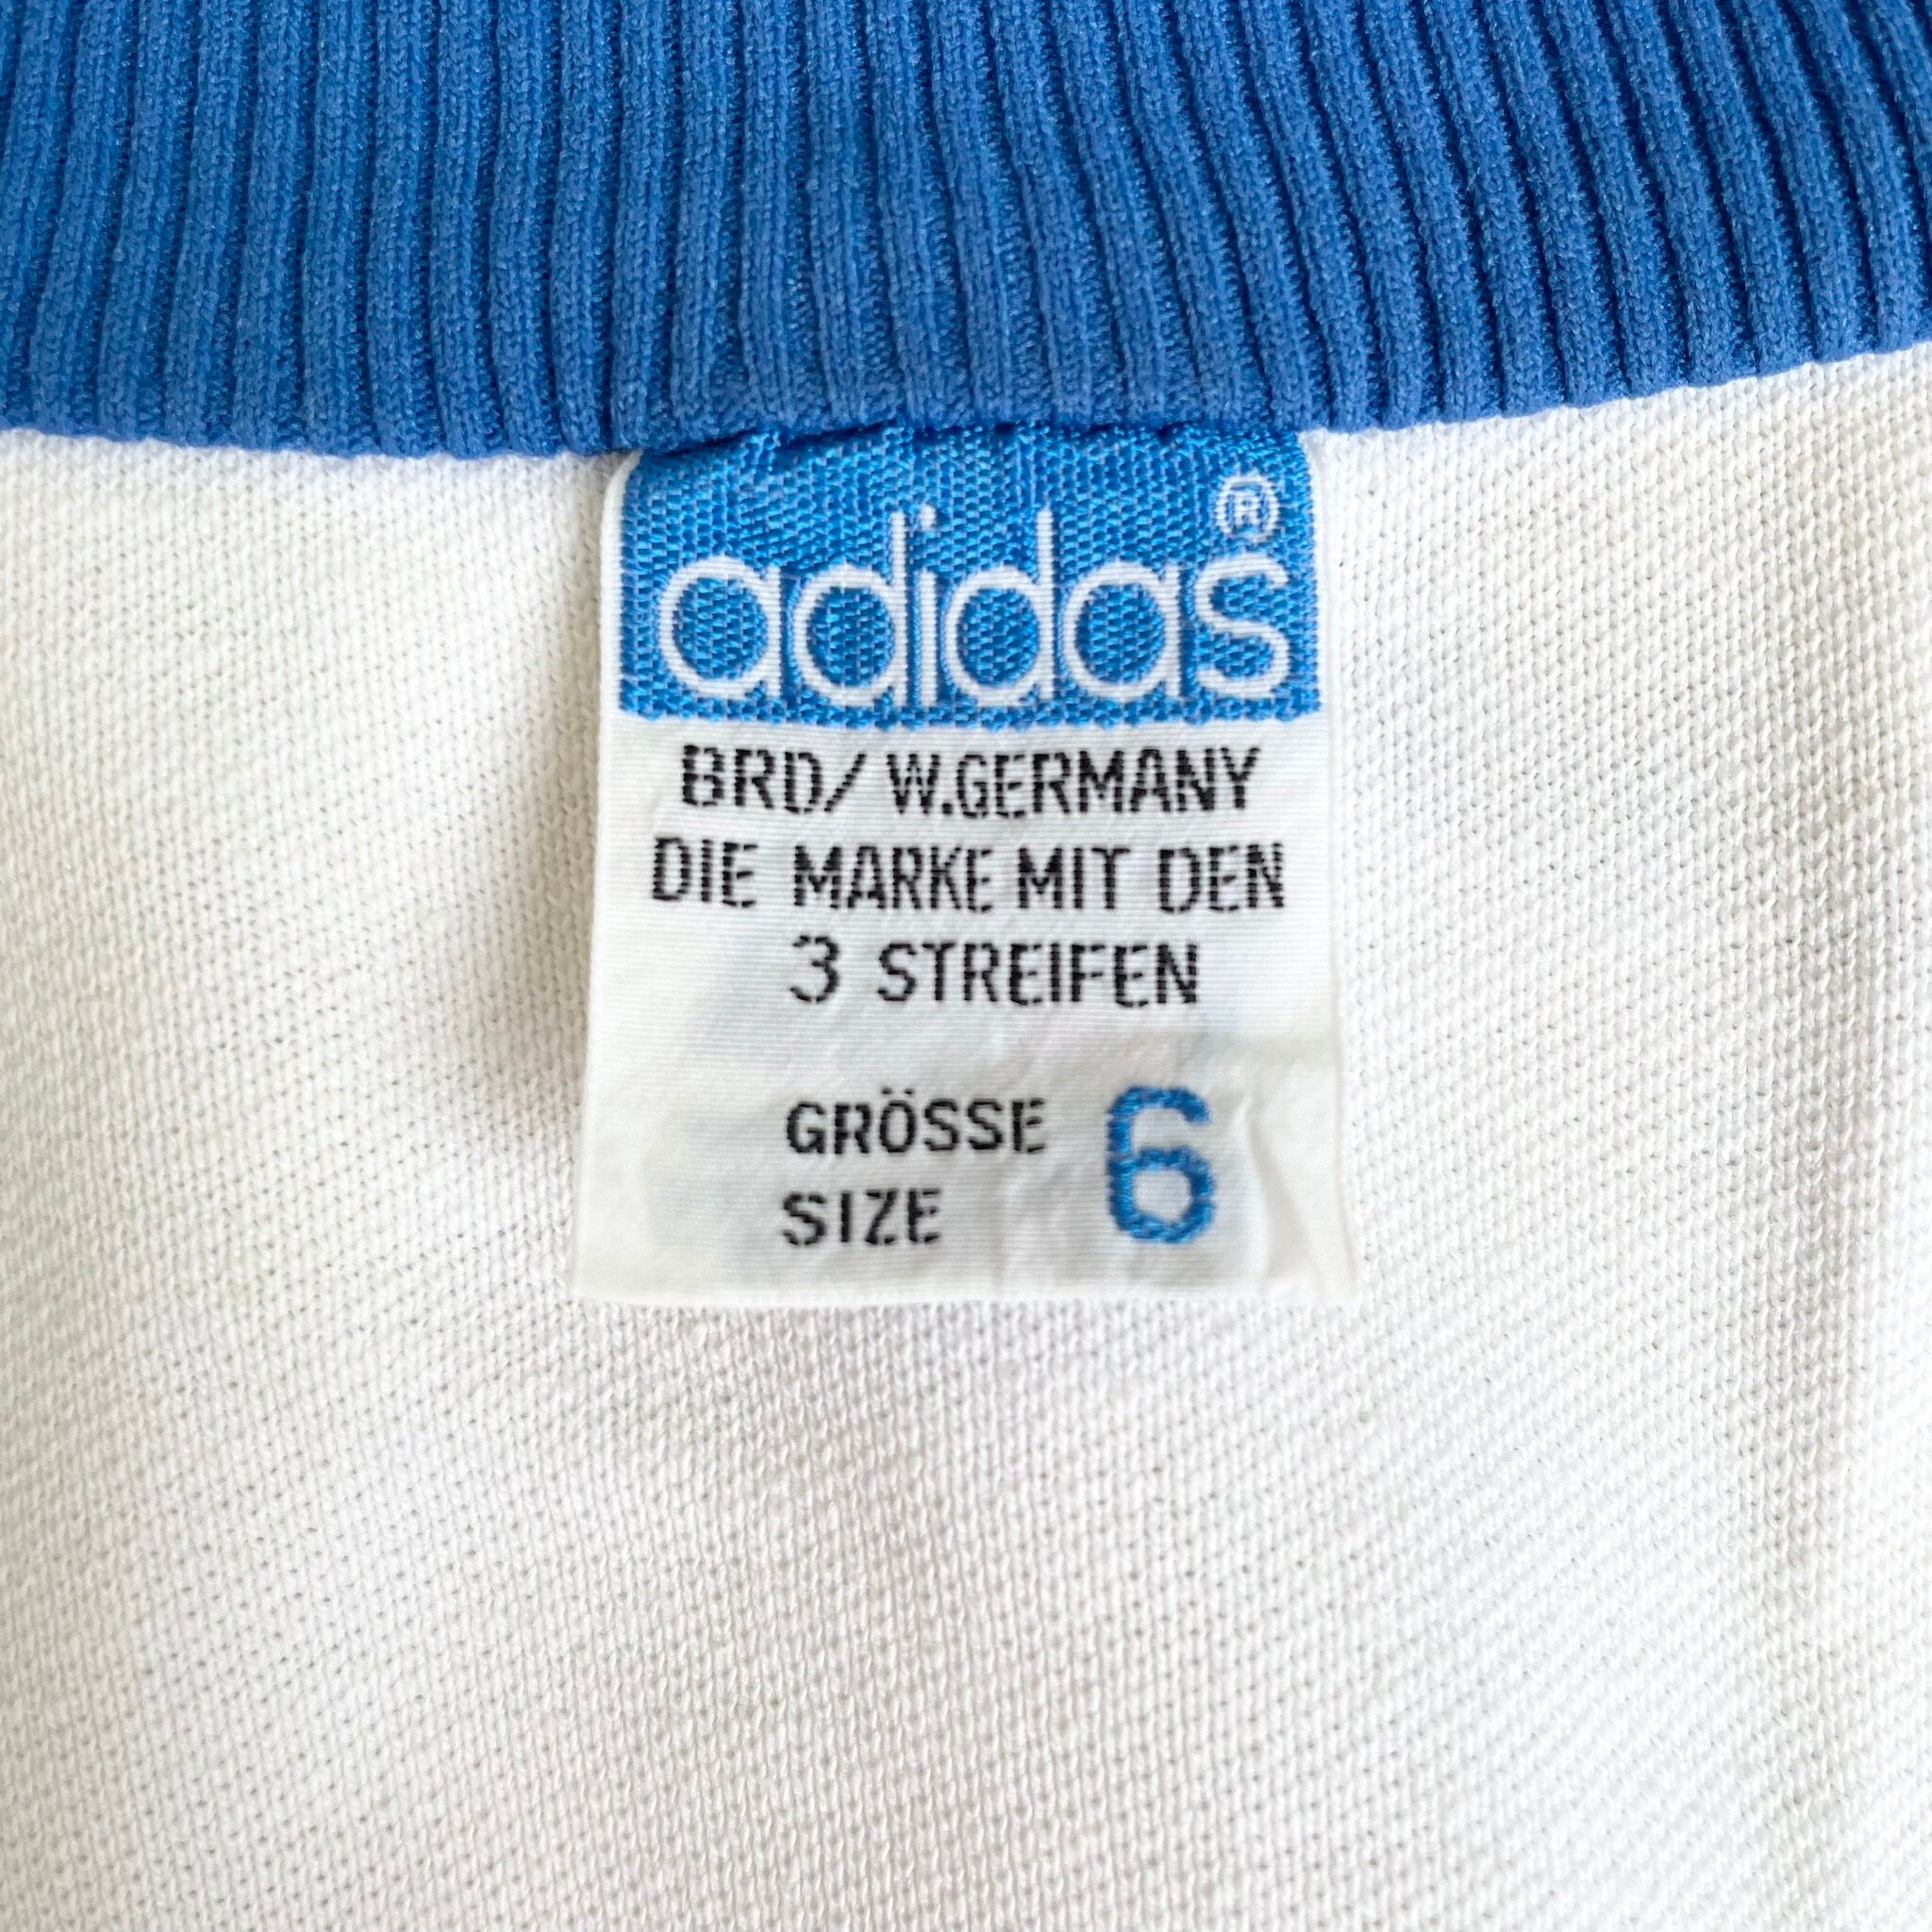 adidas®
BRD/ W.GERMANY
DIE MARKE MIT DEN
3 STREIFEN
GRÖSSE 6
SIZE